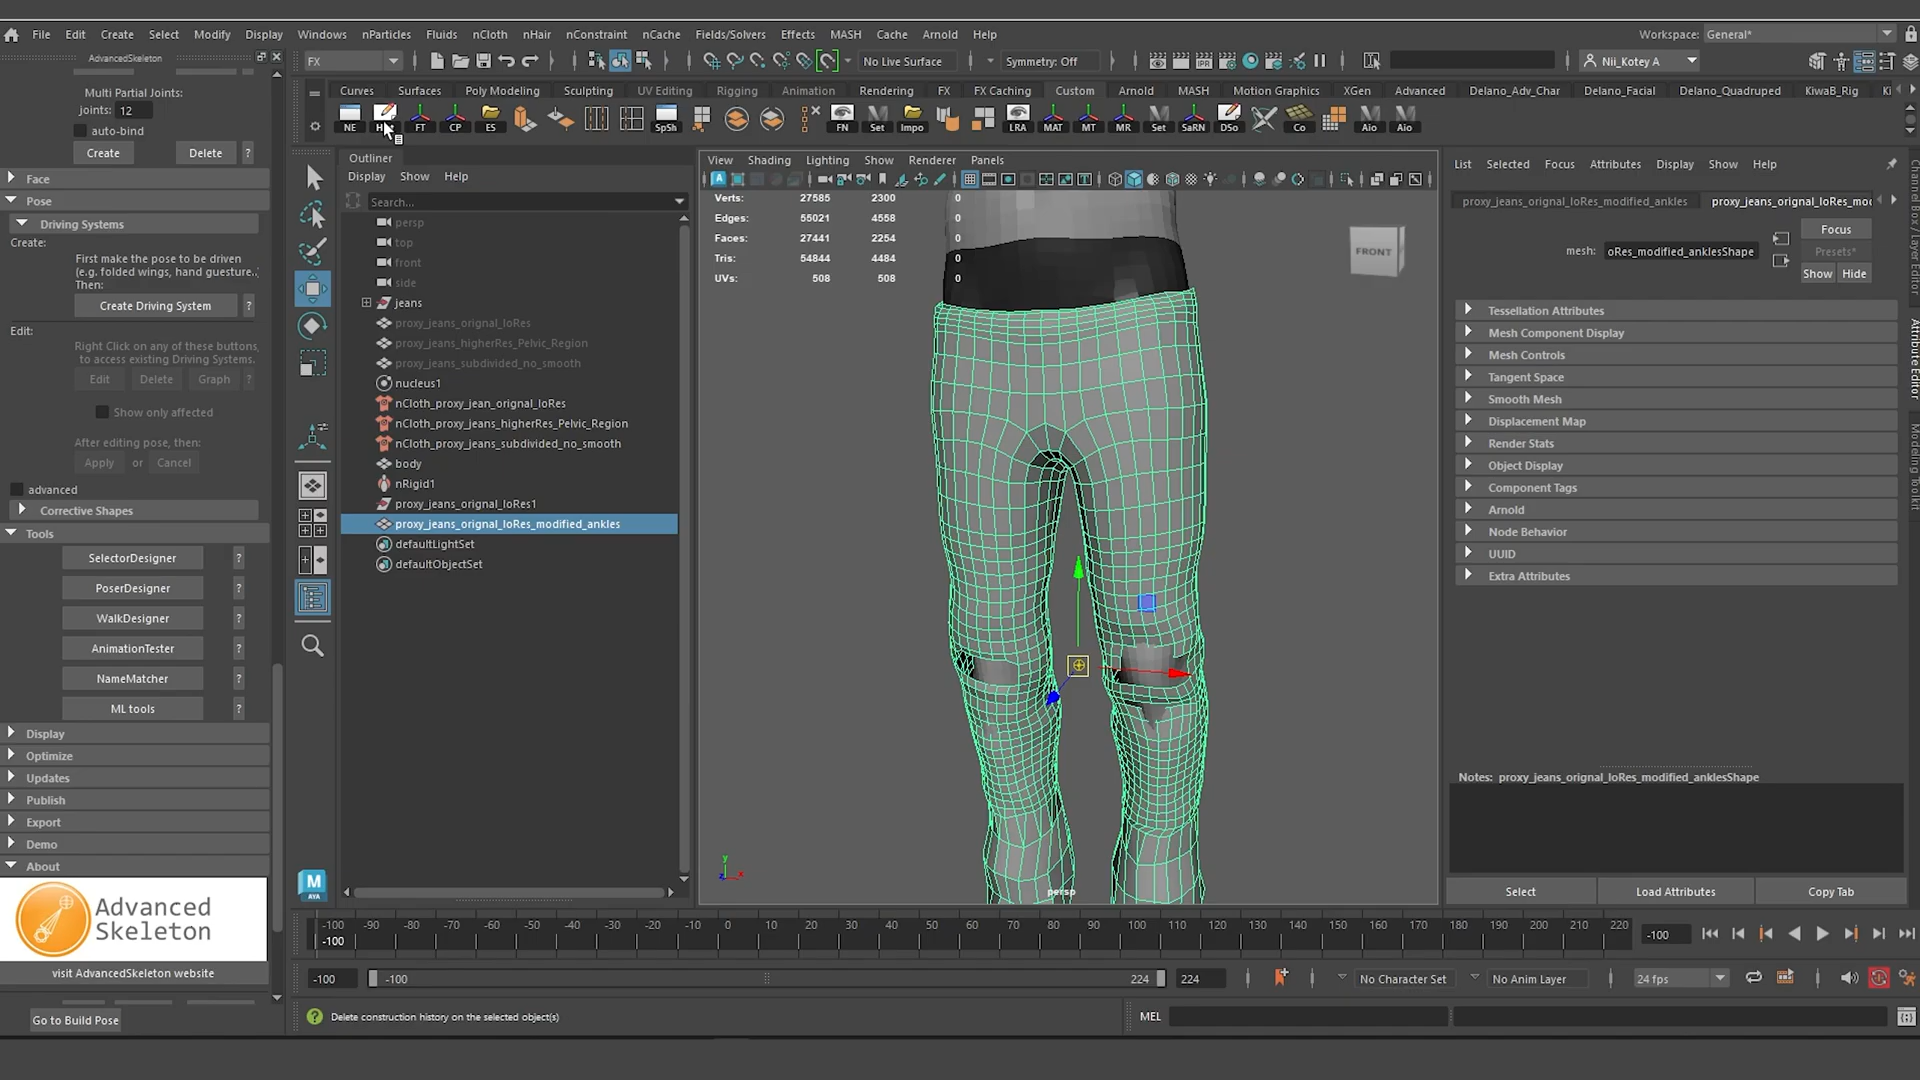 File Edit Create Select Modify Display Windows nParticles Fluids nCloth nHair nConstraint nCache Fields/Solvers Effects MASH Cache Arnold Help
Workspace: General*
AdvancedSkeleton
FX
No Live Surface
Symmetry: Off
Nii_Kotey A
Curves Surfaces Poly Modeling Sculpting UV Editing Rigging Animation Rendering FX FX Caching Custom Arnold MASH Motion Graphics XGen Advanced Delano_Adv_Char Delano_Facial Delano_Quadruped KiwaB_Rig Ki
NE FT CP ES SpSh FN Set Impo LRA MAT MT MR Set SaRN DSo Co Aio Aio
Multi Partial Joints:
joints: 12
auto-bind
Create Delete ?
Face
Pose
Driving Systems
Create:
First make the pose to be driven
(e.g. folded wings, hand guesture..)
Then:
Create Driving System ?
Edit:
Right Click on any of these buttons,
to access existing Driving Systems.
Edit Delete Graph ?
Show only affected
After editing pose, then:
Apply or Cancel
advanced
Corrective Shapes
Tools
SelectorDesigner ?
PoserDesigner ?
WalkDesigner ?
AnimationTester ?
NameMatcher ?
ML tools ?
Display
Optimize
Updates
Publish
Export
Demo
About
Advanced
Skeleton
visit AdvancedSkeleton website
Go to Build Pose
M
AYA
Outliner
Display Show Help
Search...
persp
top
front
side
jeans
proxy_jeans_orignal_loRes
proxy_jeans_higherRes_Pelvic_Region
proxy_jeans_subdivided_no_smooth
nucleus1
nCloth_proxy_jean_orignal_loRes
nCloth_proxy_jeans_higherRes_Pelvic_Region
nCloth_proxy_jeans_subdivided_no_smooth
body
nRigid1
proxy_jeans_orignal_loRes1
proxy_jeans_orignal_loRes_modified_ankles
defaultLightSet
defaultObjectSet
View Shading Lighting Show Renderer Panels
Verts: 27585 2300 0
Edges: 55021 4558 0
Faces: 27441 2254 0
Tris: 54844 4484 0
UVs: 508 508 0
FRONT
y
z x
persp
List Selected Focus Attributes Display Show Help
proxy_jeans_orignal_loRes_modified_ankles proxy_jeans_orignal_loRes_mod
Focus
mesh: oRes_modified_anklesShape
Presets*
Show Hide
Tessellation Attributes
Mesh Component Display
Mesh Controls
Tangent Space
Smooth Mesh
Displacement Map
Render Stats
Object Display
Component Tags
Arnold
Node Behavior
UUID
Extra Attributes
Notes: proxy_jeans_orignal_loRes_modified_anklesShape
Select Load Attributes Copy Tab
Channel Box / Layer Editor
Attribute Editor
Modeling Toolkit
-100 -90 -80 -70 -60 -50 -40 -30 -20 -10 0 10 20 30 40 50 60 70 80 90 100 110 120 130 140 150 160 170 180 190 200 210 220
-100
-100
-100 -100 224 224
No Character Set
No Anim Layer
24 fps
Delete construction history on the selected object(s)
MEL